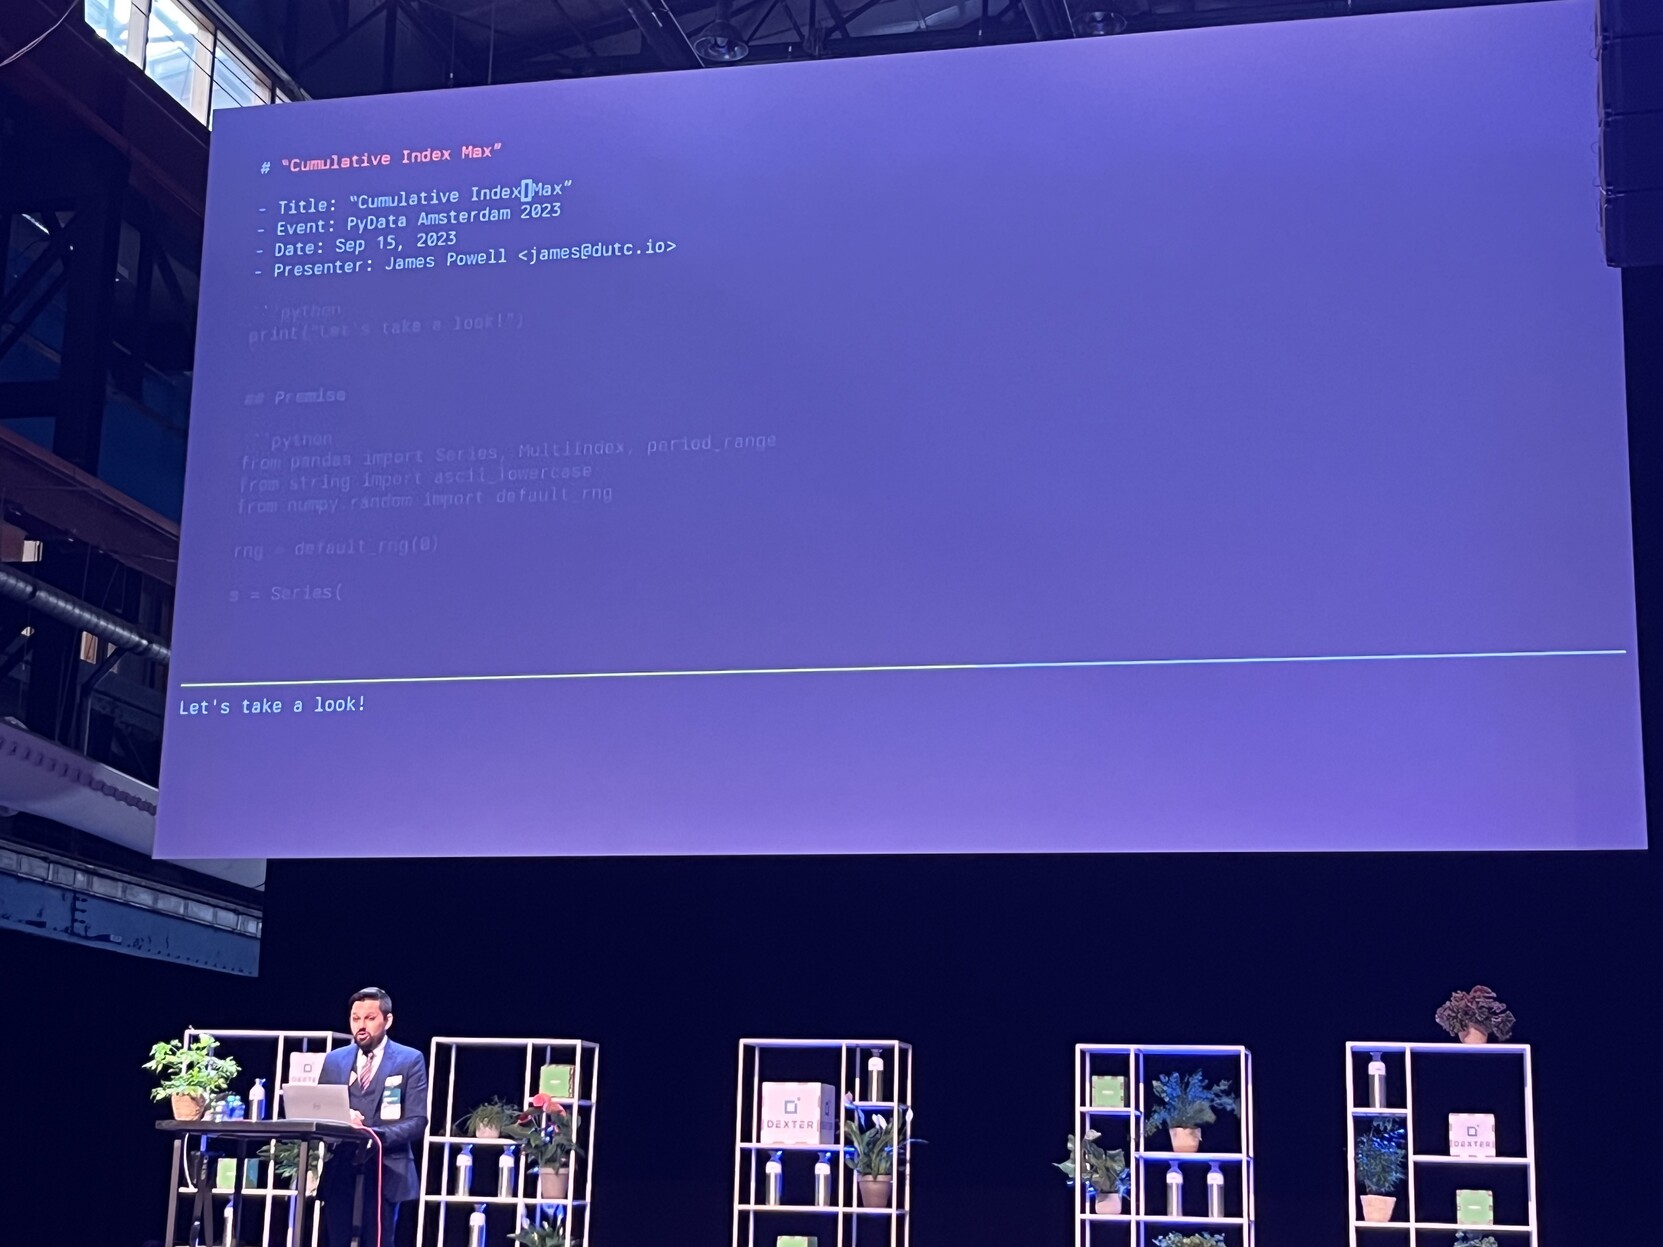 # “Cumulative Index Max”
- Title: “Cumulative Index Max”
- Event: PyData Amsterdam 2023
- Date: Sep 15, 2023
- Presenter: James Powell <james@dutc.io>
```python
print("Let's take a look!")
## Premise
```python
from pandas import Series, MultiIndex, period_range
from string import ascii_lowercase
from numpy.random import default_rng
rng = default_rng(0)
s = Series(
Let's take a look!
DEXTER
DEXTER
DEXTER